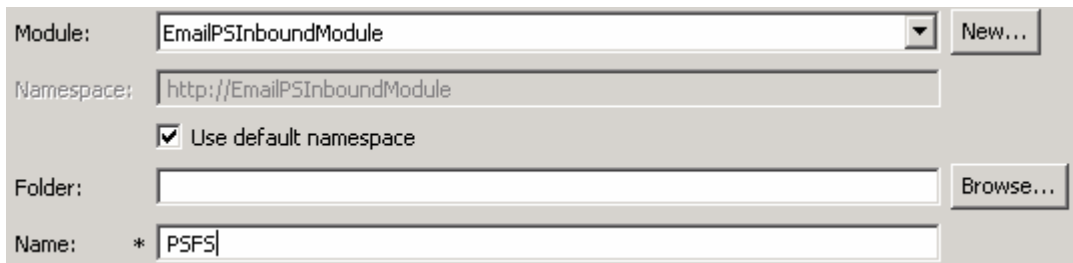 Module: EmailPSInboundModule New...
Namespace: http://EmailPSInboundModule
Use default namespace
Folder: Browse...
Name: * PSFS